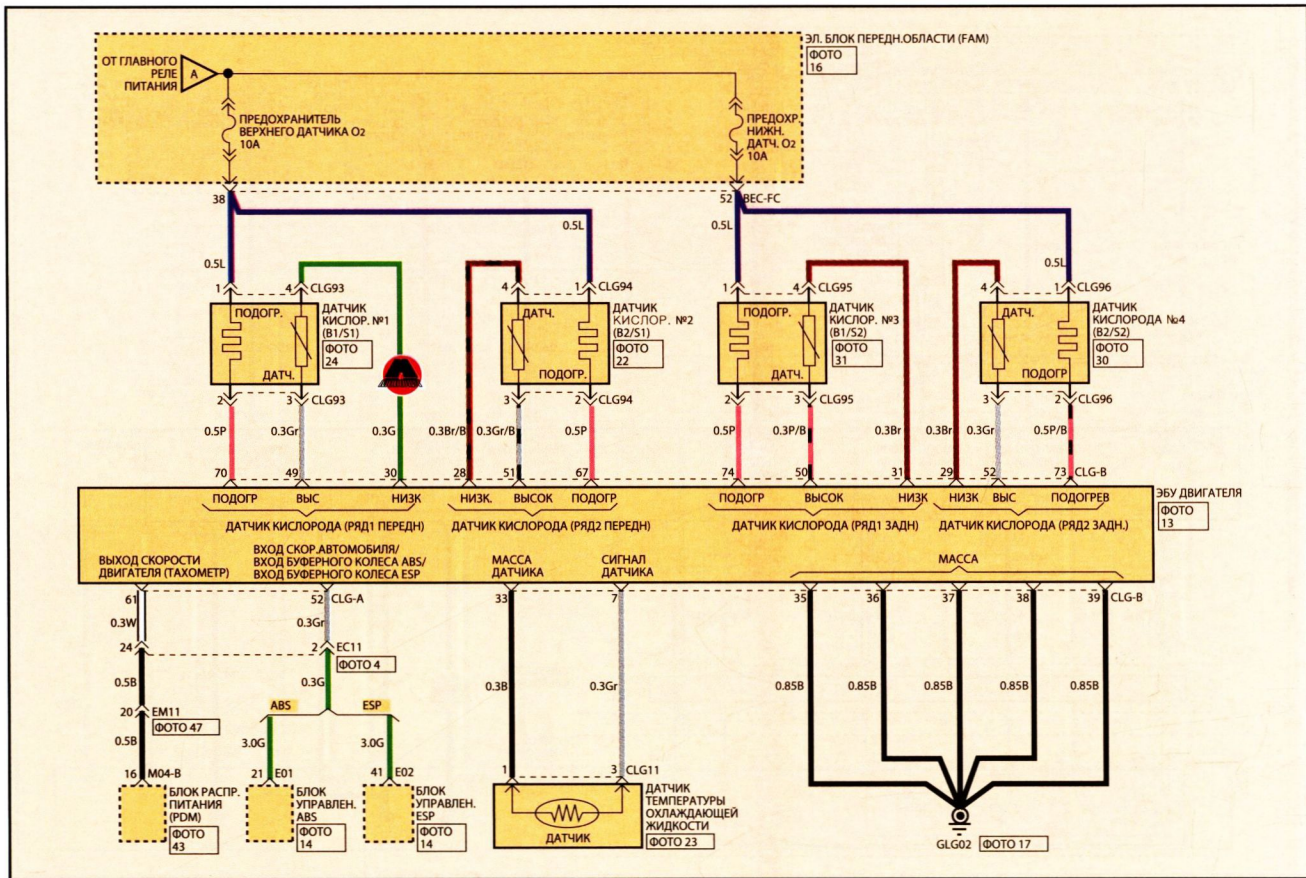 ЭЛ. БЛОК ПЕРЕДН.ОБЛАСТИ (FAM)
ФОТО
16
ОТ ГЛАВНОГО
РЕЛЕ
ПИТАНИЯ
A
ПРЕДОХРАНИТЕЛЬ
ВЕРХНЕГО ДАТЧИКА O2
10A
ПРЕДОХР.
НИЖН.
ДАТЧ. O2
10A
38
52
BEC-FC
0.5L
0.5L
0.5L
0.5L
1
4
CLG93
4
1
CLG94
1
4
CLG95
4
1
CLG96
ПОДОГР.
ДАТЧ.
ДАТЧИК
КИСЛОР. №1
(B1/S1)
ФОТО
24
ДАТЧ.
ПОДОГР.
ДАТЧИК
КИСЛОР. №2
(B2/S1)
ФОТО
22
ПОДОГР.
ДАТЧ.
ДАТЧИК
КИСЛОР. №3
(B1/S2)
ФОТО
31
ДАТЧ.
ПОДОГР
ДАТЧИК
КИСЛОРОДА №4
(B2/S2)
ФОТО
30
2
3
CLG93
3
2
CLG94
2
3
CLG95
3
2
CLG96
0.5P
0.3Gr
0.3G
0.3Br/B
0.3Gr/B
0.5P
0.5P
0.3P/B
0.3Br
0.3Br
0.3Gr
0.5P/B
70
49
30
28
51
67
74
50
31
29
52
73
CLG-B
ПОДОГР
ВЫС
НИЗК
НИЗК.
ВЫСОК
ПОДОГР.
ПОДОГР
ВЫСОК
НИЗК
НИЗК
ВЫС
ПОДОГРЕВ
ДАТЧИК КИСЛОРОДА (РЯД1 ПЕРЕДН)
ДАТЧИК КИСЛОРОДА (РЯД2 ПЕРЕДН)
ДАТЧИК КИСЛОРОДА (РЯД1 ЗАДН)
ДАТЧИК КИСЛОРОДА (РЯД2 ЗАДН.)
ЭБУ ДВИГАТЕЛЯ
ФОТО
13
ВЫХОД СКОРОСТИ
ДВИГАТЕЛЯ (ТАХОМЕТР)
ВХОД СКОР.АВТОМОБИЛЯ/
ВХОД БУФЕРНОГО КОЛЕСА ABS/
ВХОД БУФЕРНОГО КОЛЕСА ESP
МАССА
ДАТЧИКА
СИГНАЛ
ДАТЧИКА
МАССА
61
52
CLG-A
33
7
35
36
37
38
39
CLG-B
0.3W
0.3Gr
24
2
EC11
ФОТО 4
0.5B
0.3G
0.3B
0.3Gr
0.85B
0.85B
0.85B
0.85B
0.85B
20
EM11
ФОТО 47
ABS
ESP
0.5B
3.0G
3.0G
16
M04-B
21
E01
41
E02
1
3
CLG11
БЛОК РАСПР.
ПИТАНИЯ
(PDM)
ФОТО
43
БЛОК
УПРАВЛЕН.
ABS
ФОТО
14
БЛОК
УПРАВЛЕН.
ESP
ФОТО
14
ДАТЧИК
ДАТЧИК
ТЕМПЕРАТУРЫ
ОХЛАЖДАЮЩЕЙ
ЖИДКОСТИ
ФОТО 23
GLG02
ФОТО 17